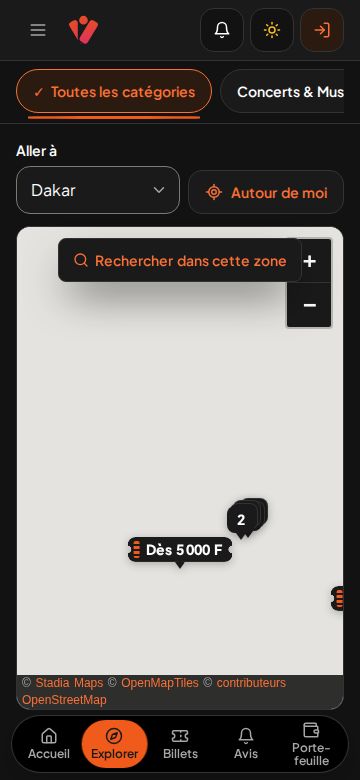 ✓ Toutes les catégories
Concerts & Mus
Aller à
Dakar
Autour de moi
Rechercher dans cette zone
+
−
2
Dès 5 000 F
© Stadia Maps © OpenMapTiles © contributeurs
OpenStreetMap
Accueil
Explorer
Billets
Avis
Porte-
feuille